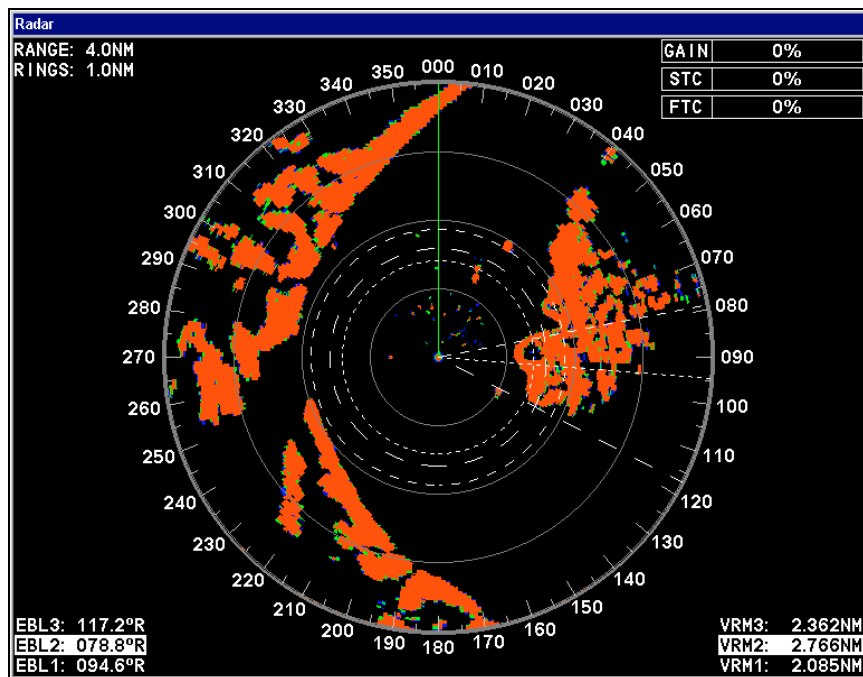 Radar
RANGE: 4.0NM
RINGS: 1.0NM
GAIN 0%
STC 0%
FTC 0%
000
010
020
030
040
050
060
070
080
090
100
110
120
130
140
150
160
170
180
190
200
210
220
230
240
250
260
270
280
290
300
310
320
330
350
EBL3: 117.2ºR
EBL2: 078.8ºR
EBL1: 094.6ºR
VRM3: 2.362NM
VRM2: 2.766NM
VRM1: 2.085NM